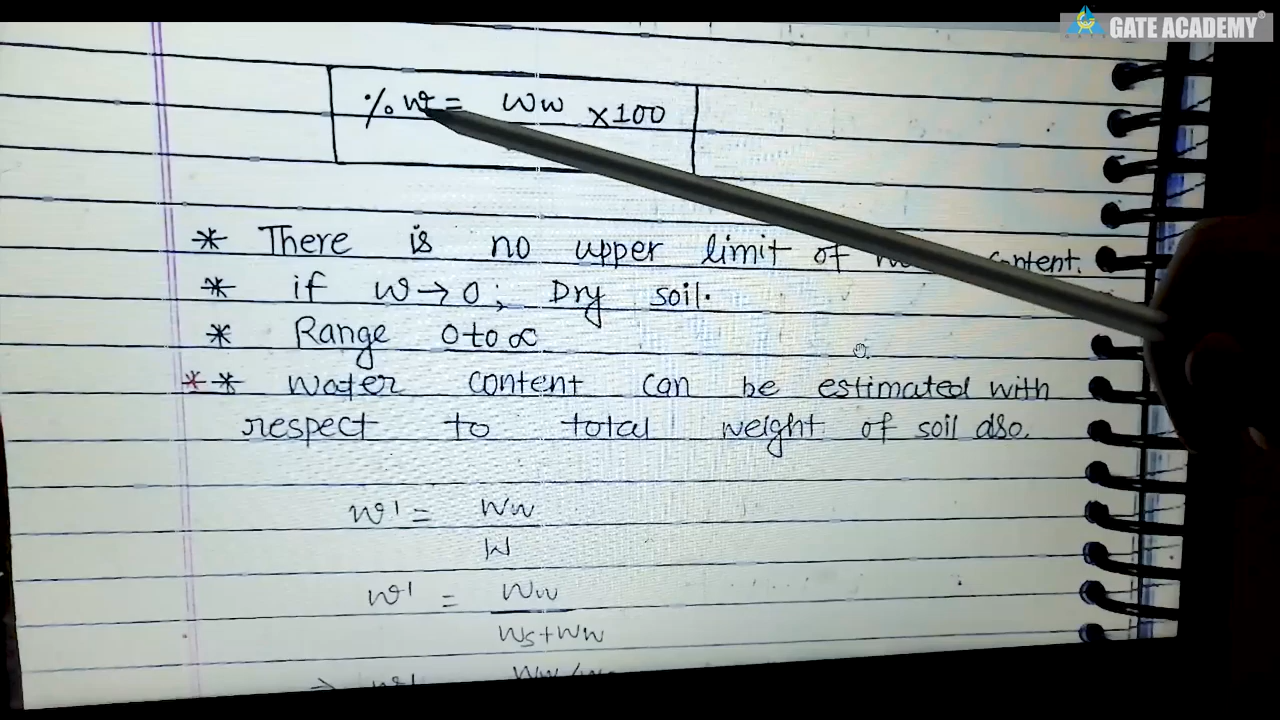 GATE ACADEMY
% w = Ww x100
* There is no upper limit of content.
* if w → 0; Dry soil.
* Range 0 to ∞
** Water content can be estimated with
respect to total weight of soil also.
w' = Ww
W
w' = Ww
Ws+Ww